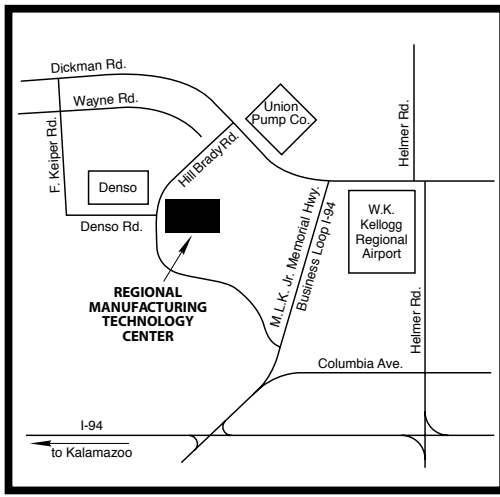 Dickman Rd.
Wayne Rd.
Union
Pump Co.
Helmer Rd.
F. Keiper Rd.
Hill Brady Rd.
Denso
Denso Rd.
M.L.K. Jr. Memorial Hwy.
Business Loop I-94
W.K.
Kellogg
Regional
Airport
REGIONAL
MANUFACTURING
TECHNOLOGY
CENTER
Helmer Rd.
Columbia Ave.
I-94
to Kalamazoo